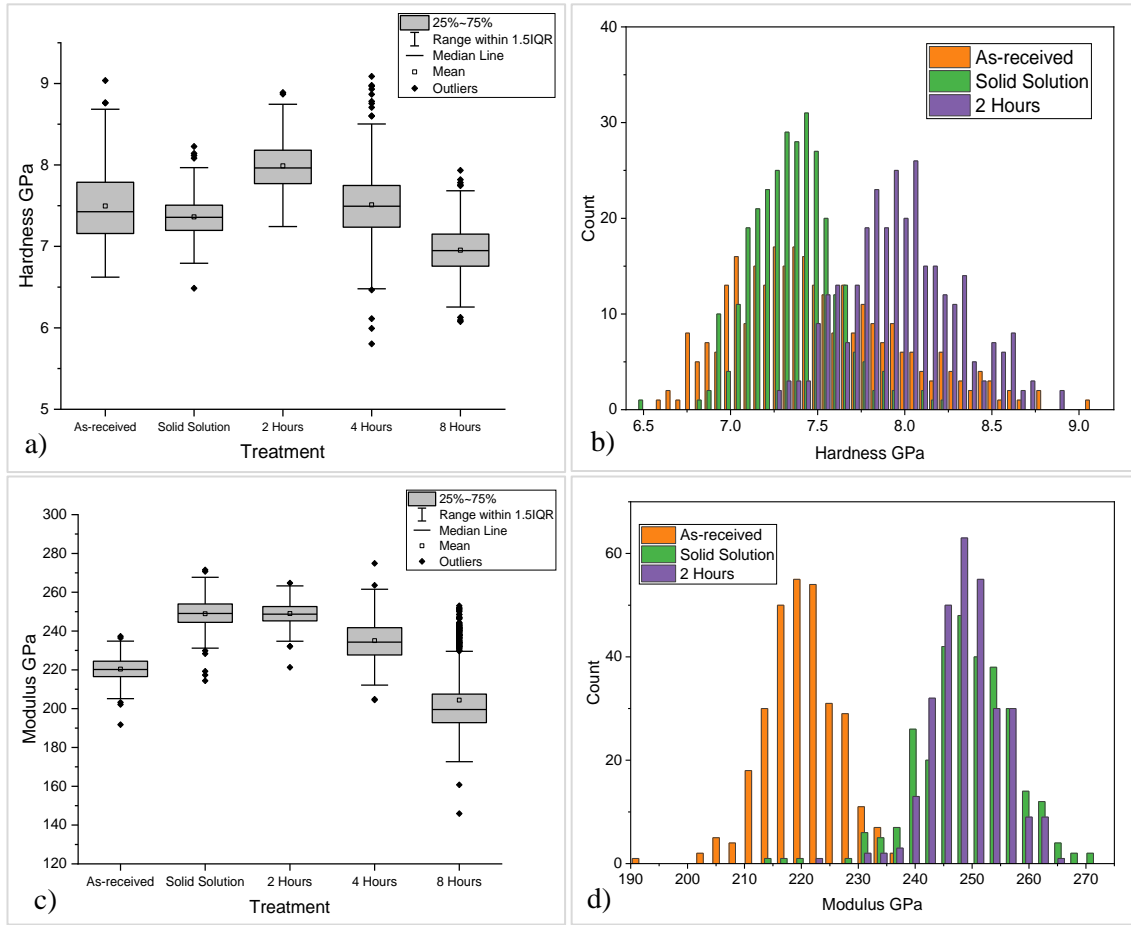 25%~75%
Range within 1.5IQR
Median Line
Mean
Outliers
9
8
7
6
5
Hardness GPa
As-received
Solid Solution
2 Hours
4 Hours
8 Hours
Treatment
a)
As-received
Solid Solution
2 Hours
40
30
20
10
0
Count
6.5
7.0
7.5
8.0
8.5
9.0
Hardness GPa
b)
25%~75%
Range within 1.5IQR
Median Line
Mean
Outliers
300
280
260
240
220
200
180
160
140
120
Modulus GPa
As-received
Solid Solution
2 Hours
4 Hours
8 Hours
Treatment
c)
As-received
Solid Solution
2 Hours
60
40
20
0
Count
190
200
210
220
230
240
250
260
270
Modulus GPa
d)